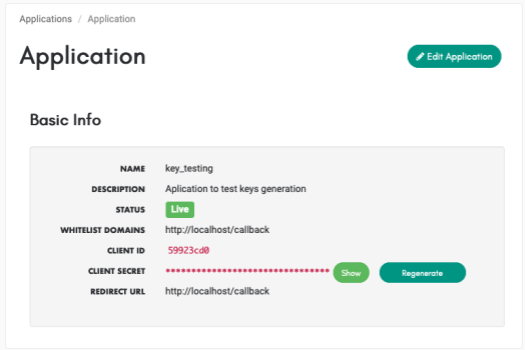 Applications / Application
Application
Edit Application
Basic Info
NAME key_testing
DESCRIPTION Aplication to test keys generation
STATUS Live
WHITELIST DOMAINS http://localhost/callback
CLIENT ID 59923cd0
CLIENT SECRET ******************************** Show Regenerate
REDIRECT URL http://localhost/callback